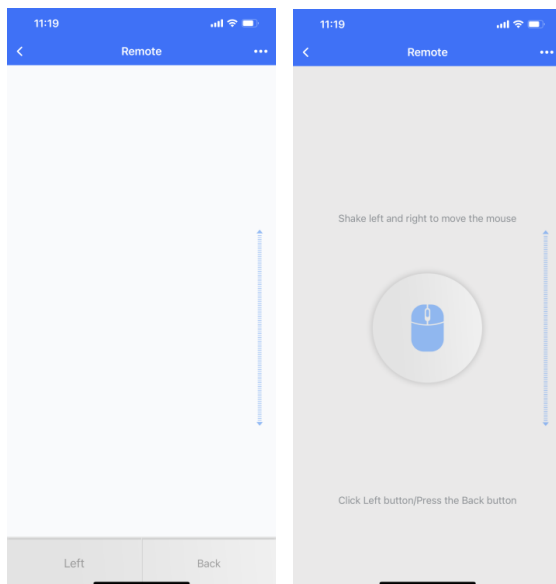 11:19
Remote
Left
Back
11:19
Remote
Shake left and right to move the mouse
Click Left button/Press the Back button